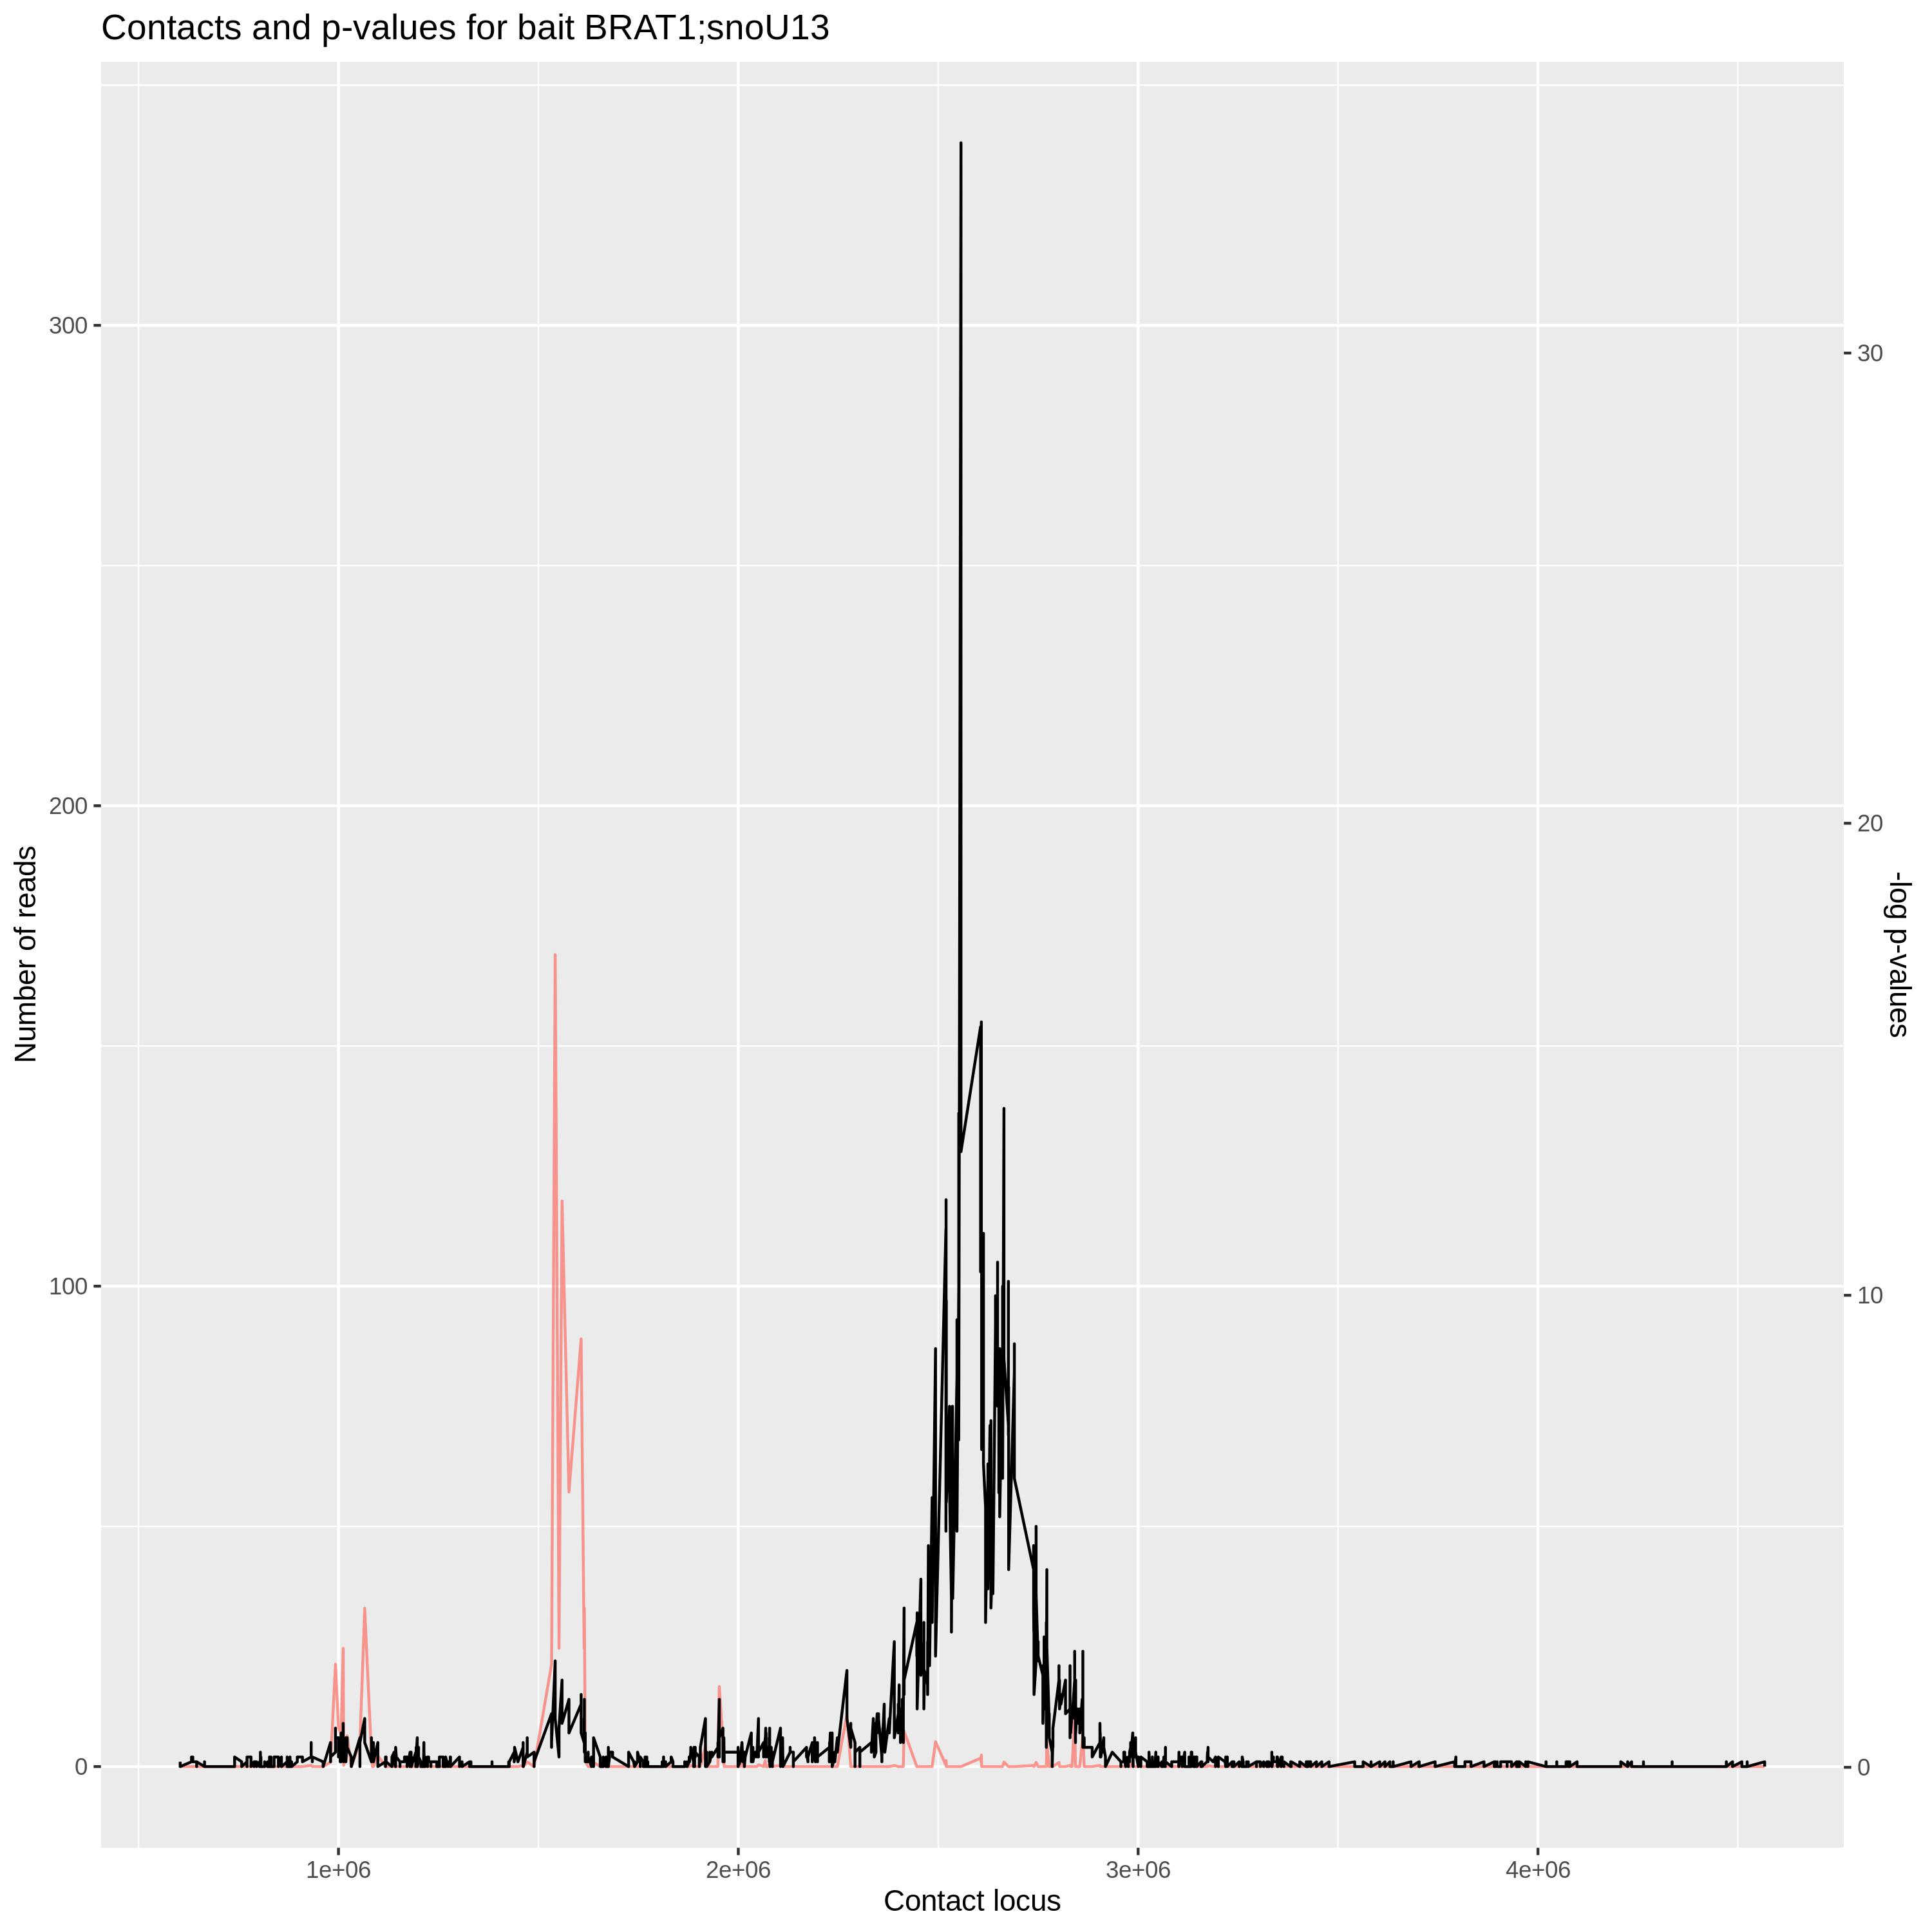 Contacts and p-values for bait BRAT1;snoU13
300
200
100
0
Number of reads
30
20
10
0
-log p-values
1e+06
2e+06
3e+06
4e+06
Contact locus